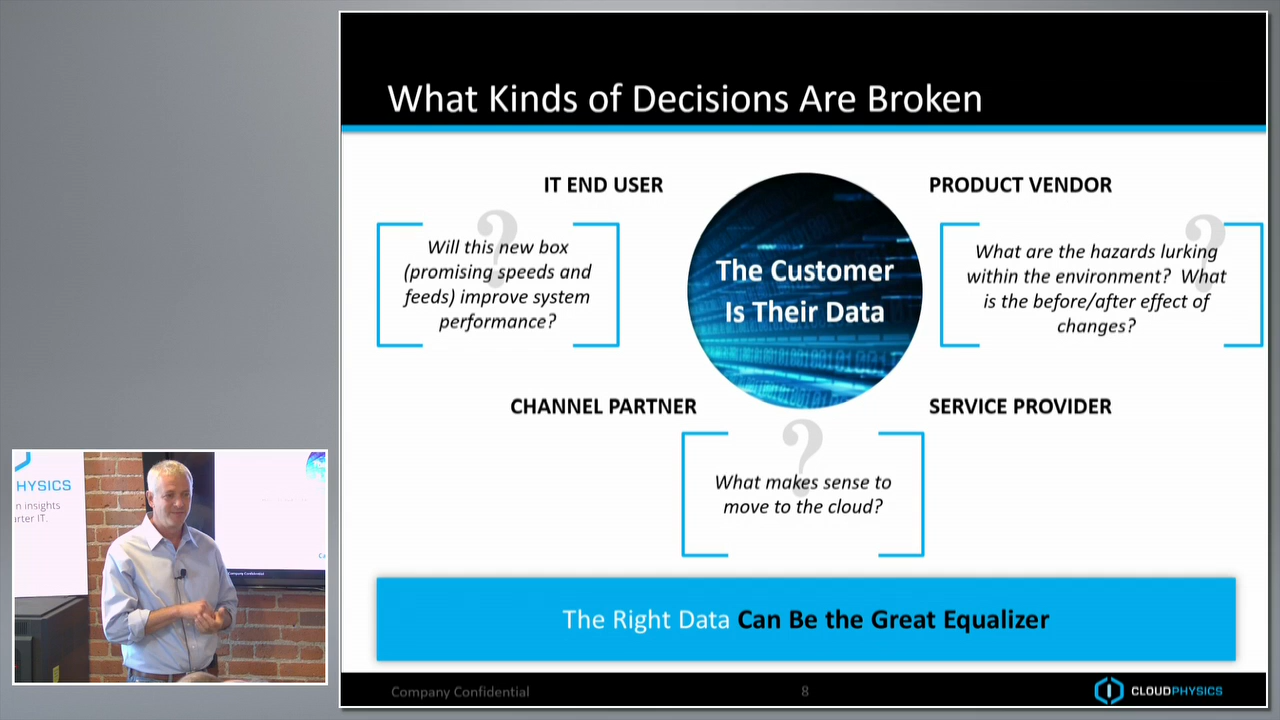 What Kinds of Decisions Are Broken
IT END USER
PRODUCT VENDOR
?
Will this new box
(promising speeds and
feeds) improve system
performance?
The Customer
Is Their Data
?
What are the hazards lurking
within the environment? What
is the before/after effect of
changes?
CHANNEL PARTNER
SERVICE PROVIDER
?
What makes sense to
move to the cloud?
The Right Data Can Be the Great Equalizer
Company Confidential
8
CLOUDPHYSICS
HYSICS
n insights
arter IT.
Company Confidential